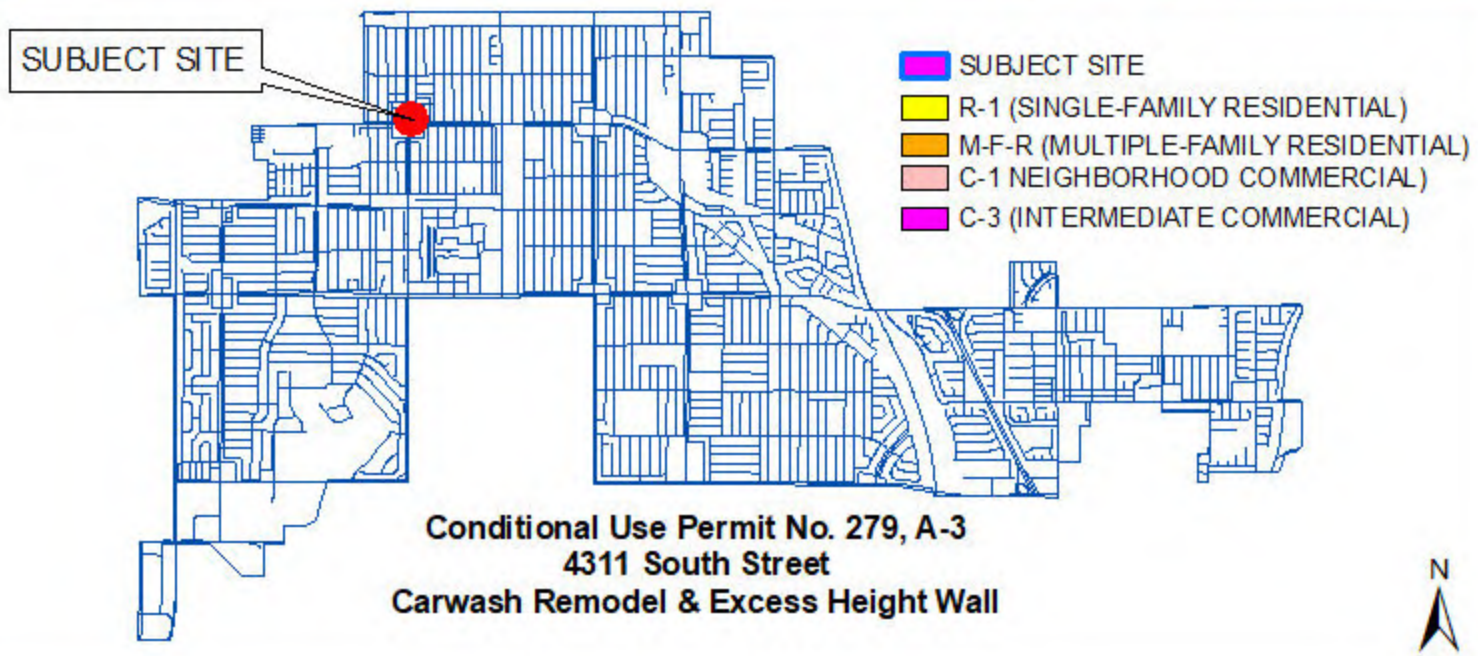 SUBJECT SITE
SUBJECT SITE
R-1 (SINGLE-FAMILY RESIDENTIAL)
M-F-R (MULTIPLE-FAMILY RESIDENTIAL)
C-1 NEIGHBORHOOD COMMERCIAL)
C-3 (INTERMEDIATE COMMERCIAL)
Conditional Use Permit No. 279, A-3
4311 South Street
Carwash Remodel & Excess Height Wall
N